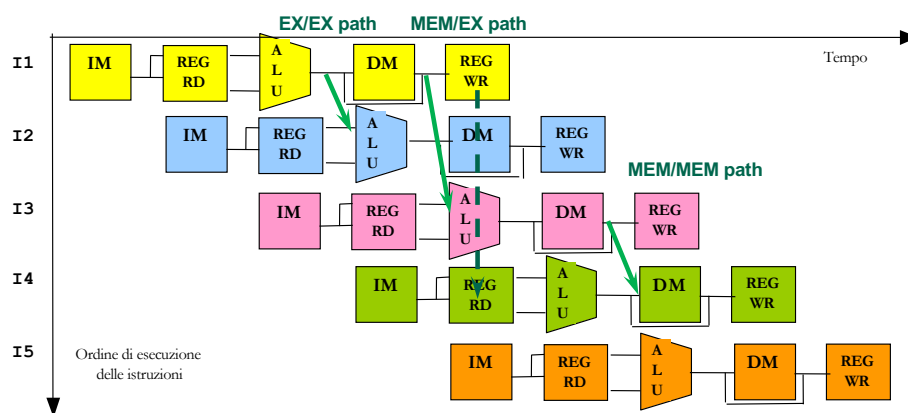 EX/EX path MEM/EX path
Tempo
I1
IM
REG
RD
A
L
U
DM
REG
WR
I2
IM
REG
RD
A
L
U
DM
REG
WR
MEM/MEM path
I3
IM
REG
RD
A
L
U
DM
REG
WR
I4
IM
REG
RD
A
L
U
DM
REG
WR
I5
IM
REG
RD
A
L
U
DM
REG
WR
Ordine di esecuzione
delle istruzioni